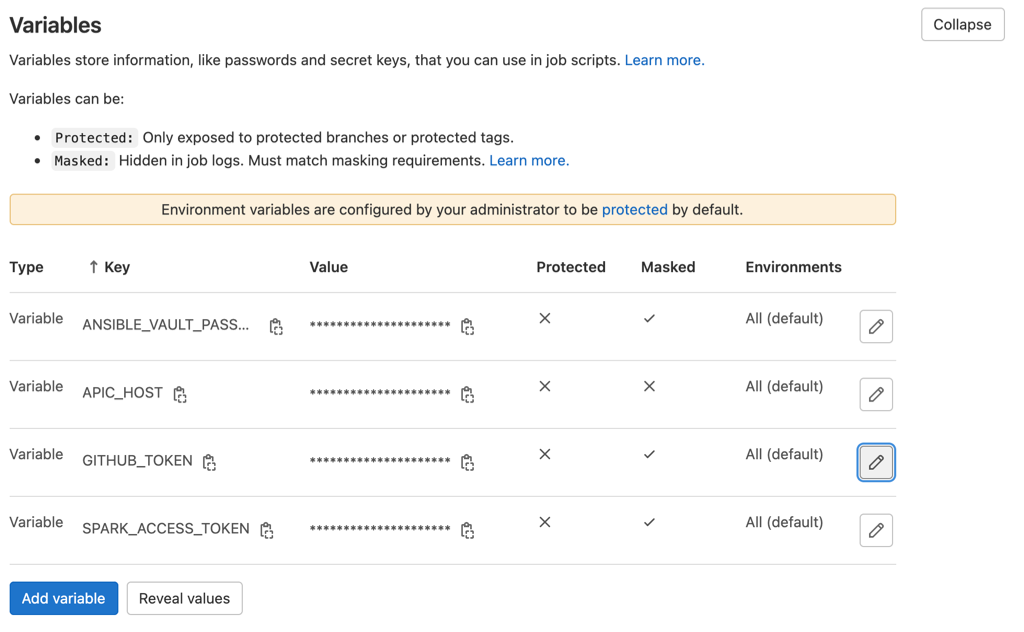 Variables
Collapse
Variables store information, like passwords and secret keys, that you can use in job scripts. Learn more.
Variables can be:
• Protected: Only exposed to protected branches or protected tags.
• Masked: Hidden in job logs. Must match masking requirements. Learn more.
Environment variables are configured by your administrator to be protected by default.
Type ↑ Key Value Protected Masked Environments
Variable ANSIBLE_VAULT_PASS... ********************* ✕ ✓ All (default)
Variable APIC_HOST ********************* ✕ ✕ All (default)
Variable GITHUB_TOKEN ********************* ✕ ✓ All (default)
Variable SPARK_ACCESS_TOKEN ********************* ✕ ✓ All (default)
Add variable Reveal values